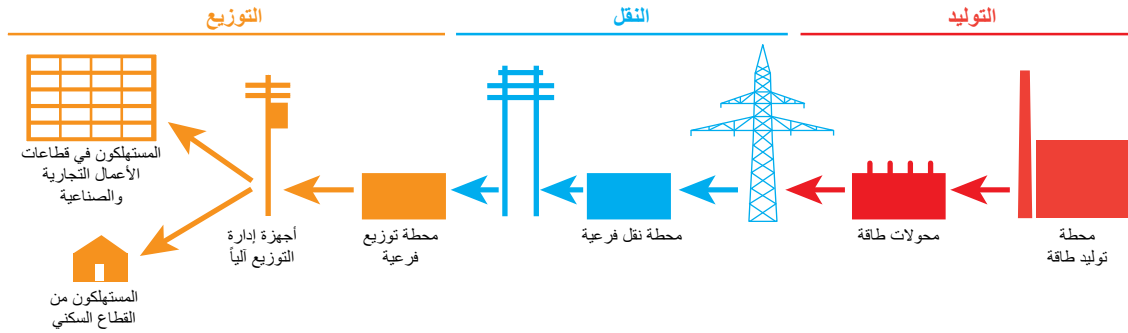 التوليد
النقل
التوزيع
محطة
توليد طاقة
محولات طاقة
محطة نقل فرعية
محطة توزيع
فرعية
أجهزة إدارة
التوزيع آلياً
المستهلكون في قطاعات
الأعمال التجارية
والصناعية
المستهلكون من
القطاع السكني